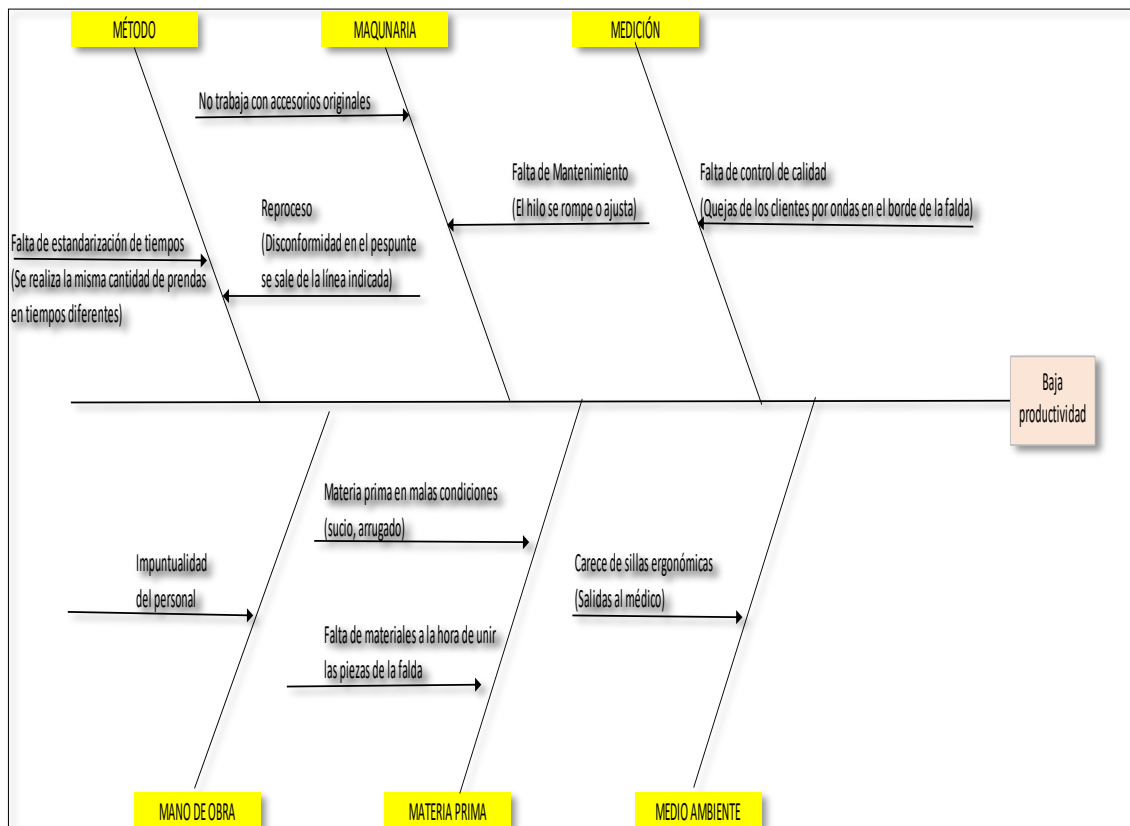 MÉTODO
MAQUNARIA
MEDICIÓN
No trabaja con accesorios originales
Falta de estandarización de tiempos
(Se realiza la misma cantidad de prendas
en tiempos diferentes)
Reproceso
(Disconformidad en el pespunte
se sale de la línea indicada)
Falta de Mantenimiento
(El hilo se rompe o ajusta)
Falta de control de calidad
(Quejas de los clientes por ondas en el borde de la falda)
Baja
productividad
Impuntualidad
del personal
Materia prima en malas condiciones
(sucio, arrugado)
Falta de materiales a la hora de unir
las piezas de la falda
Carece de sillas ergonómicas
(Salidas al médico)
MANO DE OBRA
MATERIA PRIMA
MEDIO AMBIENTE